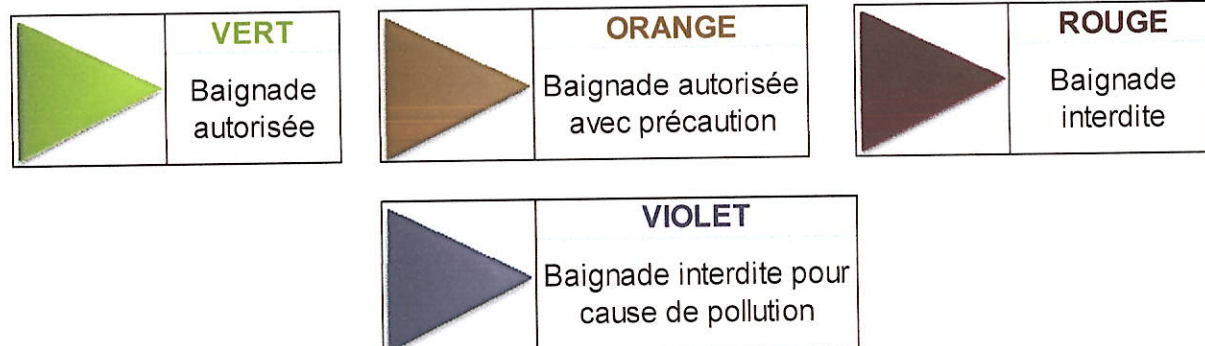 VERT
Baignade
autorisée
ORANGE
Baignade autorisée
avec précaution
ROUGE
Baignade
interdite
VIOLET
Baignade interdite pour
cause de pollution